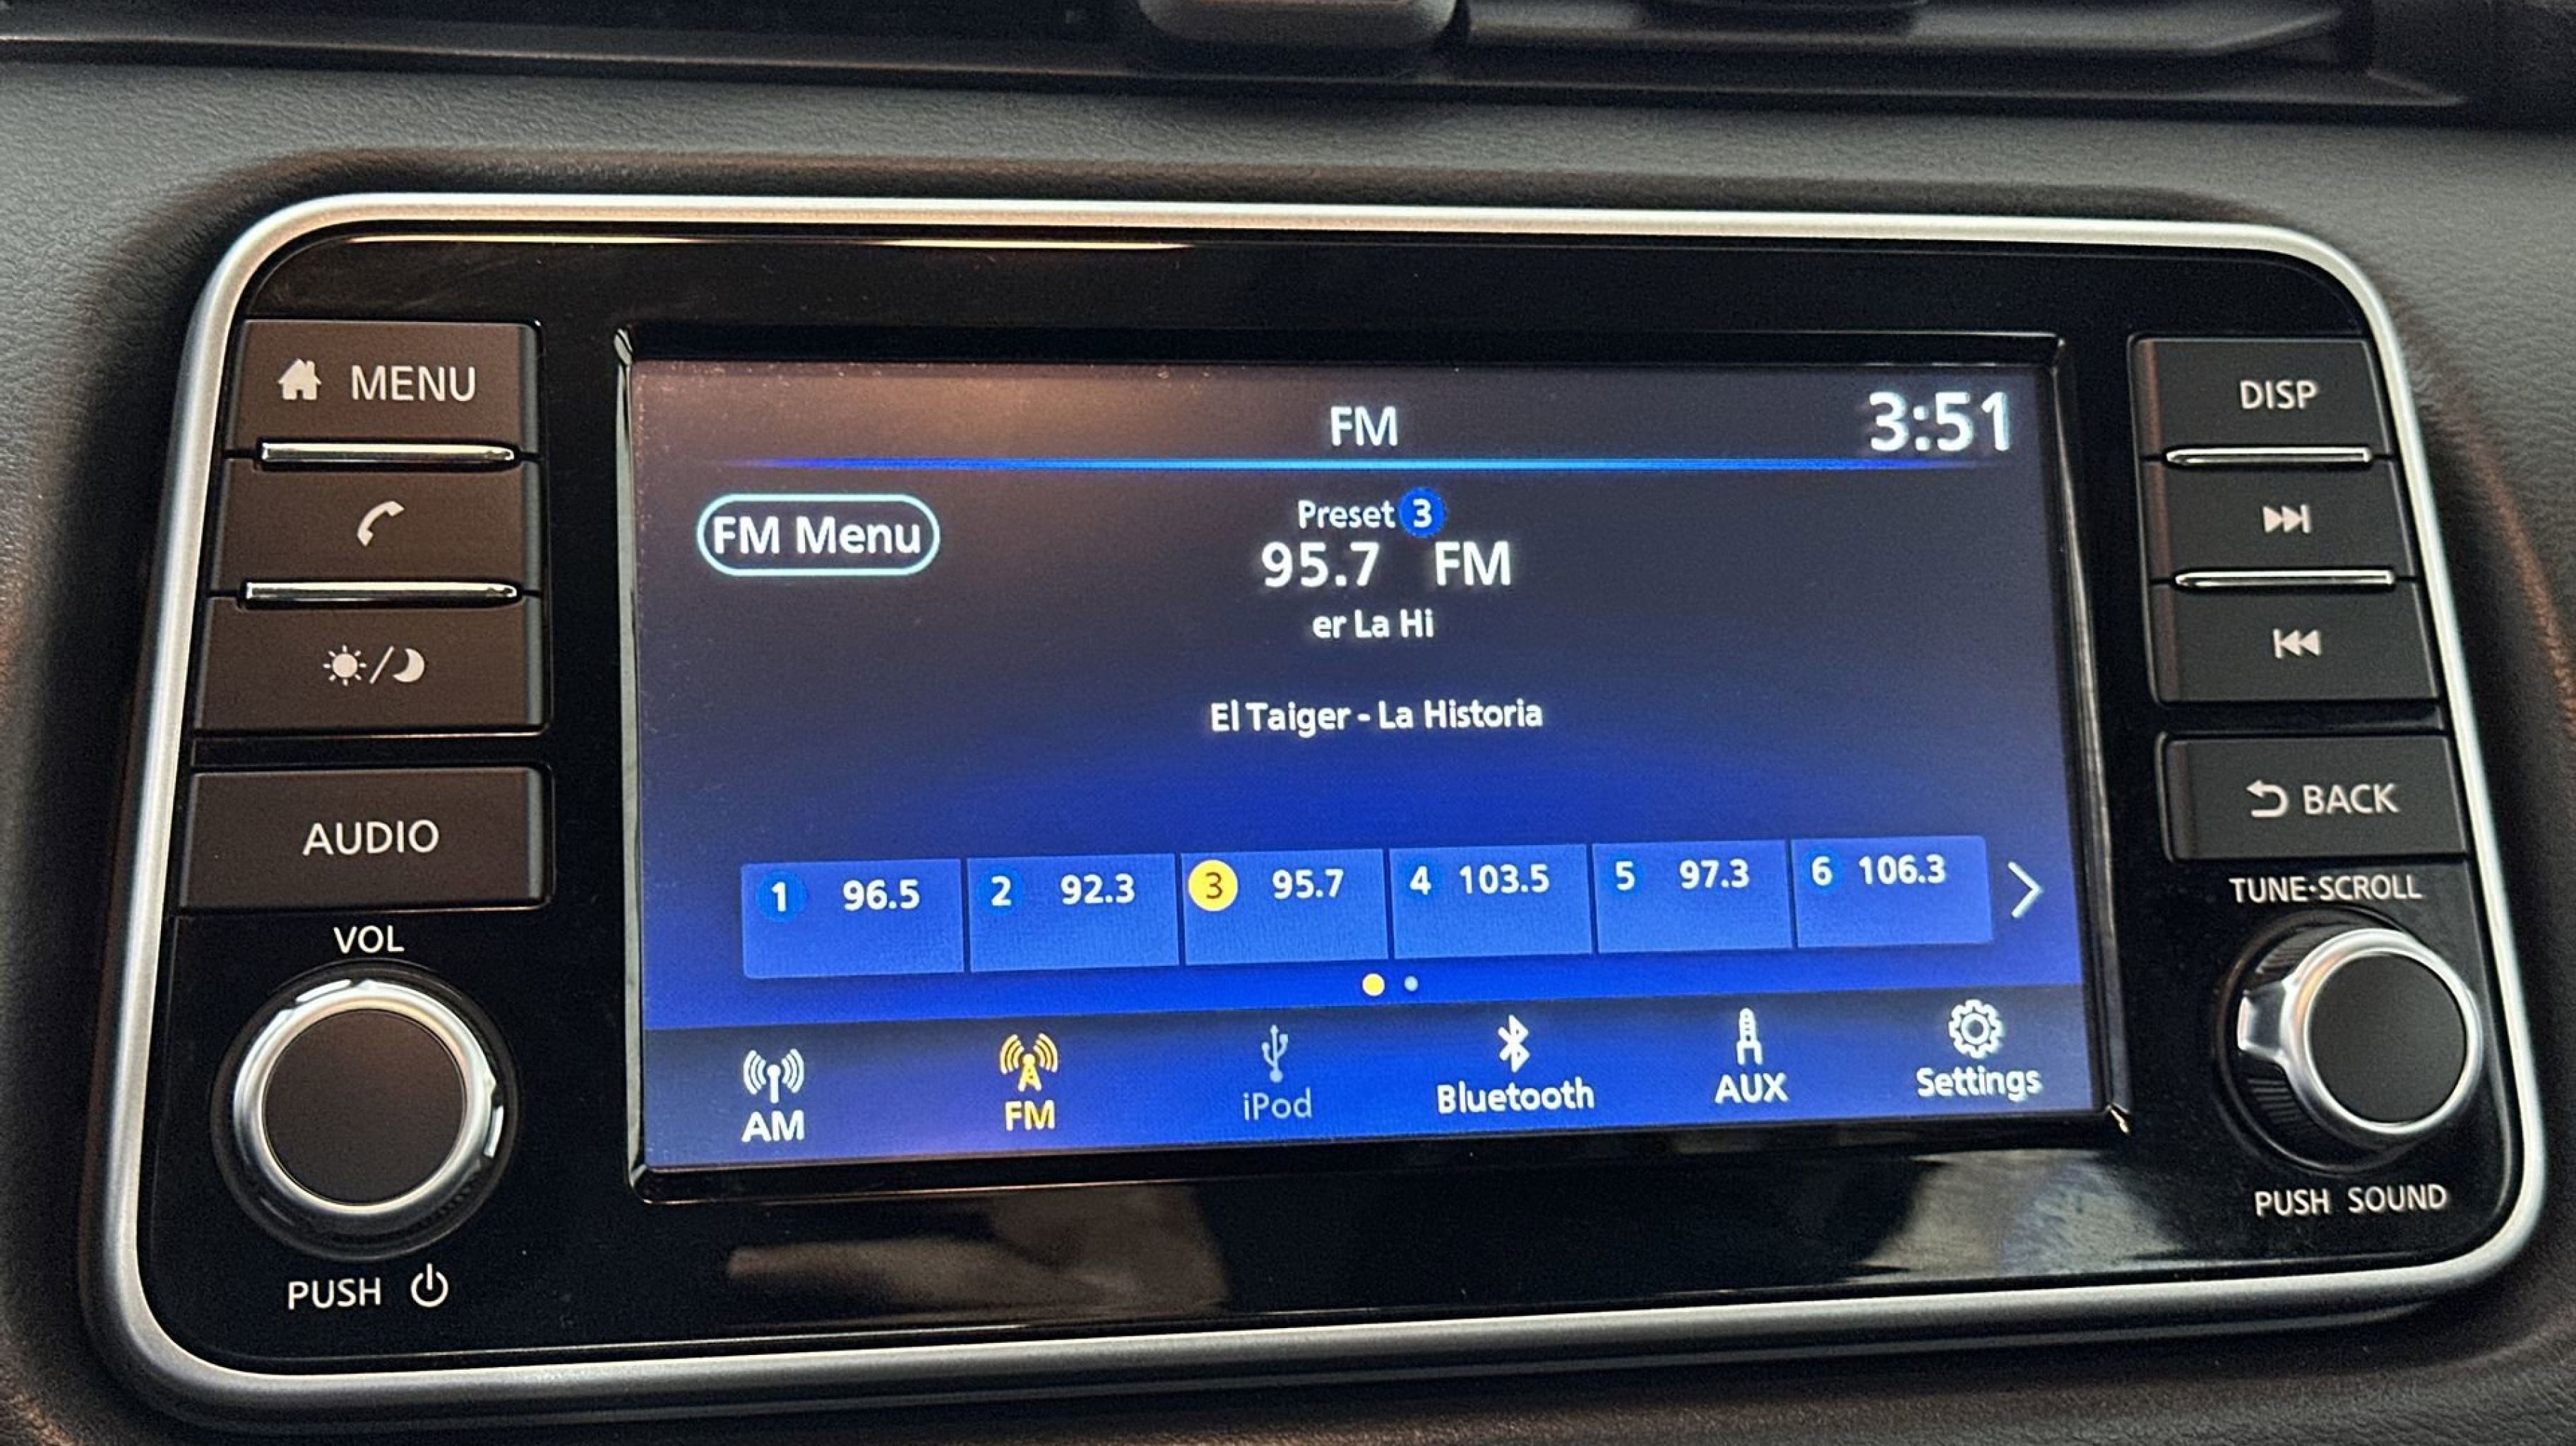 MENU
AUDIO
VOL
PUSH
FM
3:51
FM Menu
Preset 3
95.7 FM
er La Hi
El Taiger - La Historia
1 96.5 2 92.3 3 95.7 4 103.5 5 97.3 6 106.3
AM FM iPod Bluetooth AUX Settings
DISP
BACK
TUNE·SCROLL
PUSH SOUND